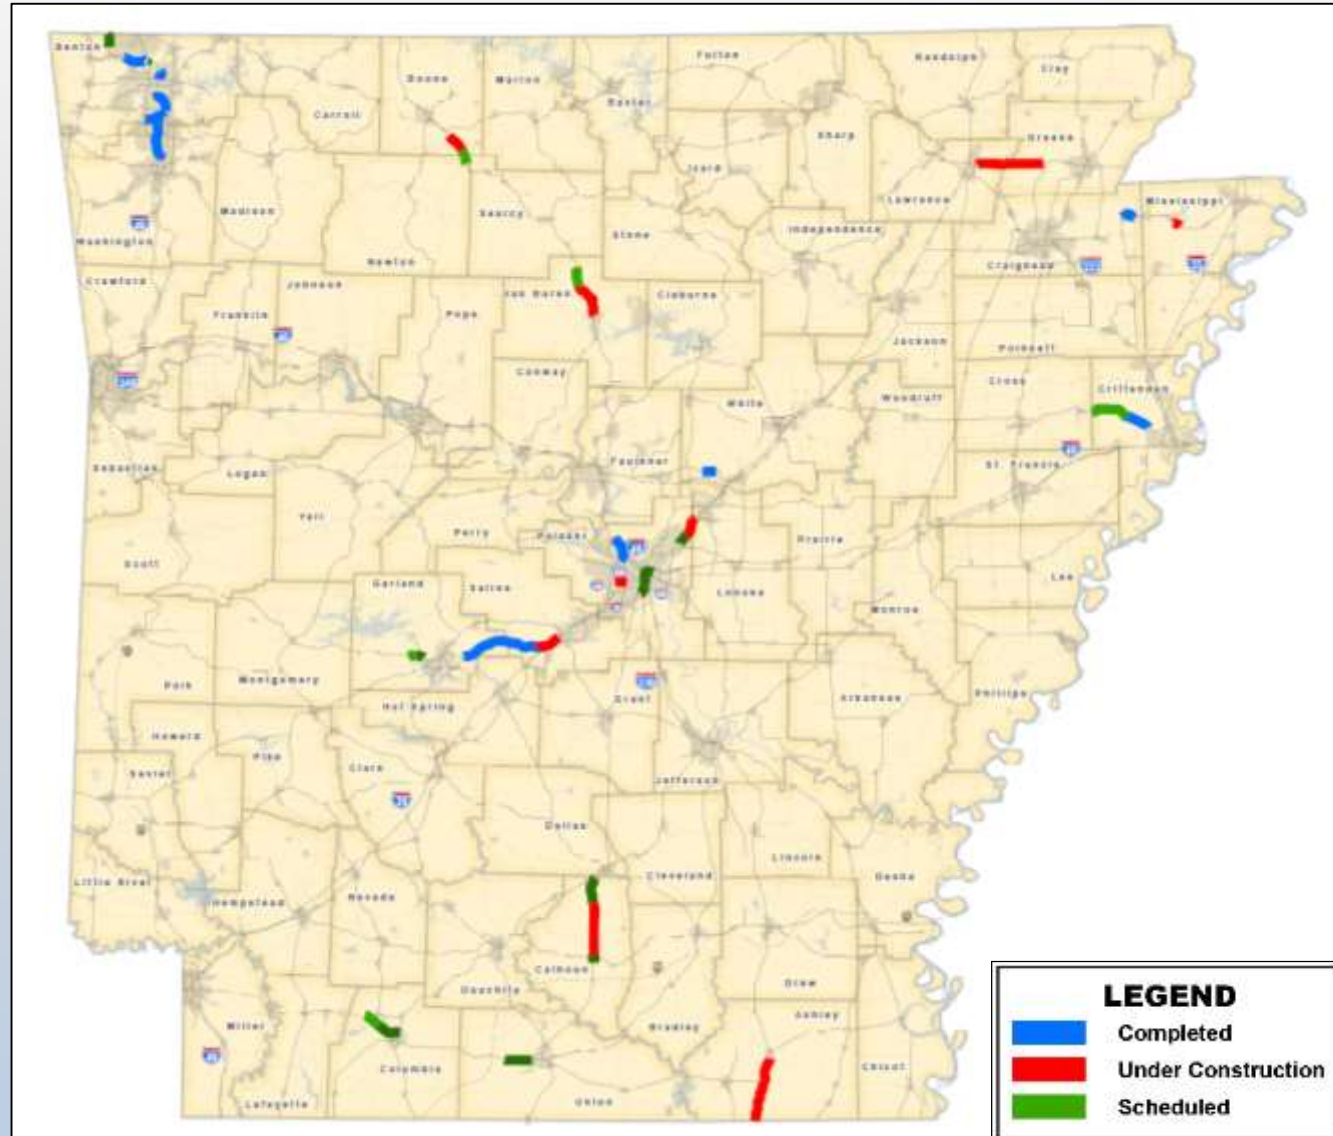 Benton
Carroll
Boone
Marion
Baxter
Fulton
Randolph
Clay
Sharp
Greene
Izard
Lawrence
Mississippi
Madison
Searcy
Stone
Independence
Washington
Newton
Craighead
Crawford
Johnson
Van Buren
Cleburne
Franklin
Pope
Jackson
Poinsett
Conway
Cross
Crittenden
White
Woodruff
Sebastian
Logan
Faulkner
St. Francis
Yell
Perry
Pulaski
Prairie
Scott
Garland
Saline
Lonoke
Lee
Monroe
Polk
Montgomery
Hot Spring
Grant
Arkansas
Phillips
Howard
Pike
Sevier
Clark
Jefferson
Dallas
Lincoln
Little River
Hempstead
Nevada
Cleveland
Desha
Calhoun
Ouachita
Drew
Miller
Bradley
Ashley
Columbia
Chicot
Lafayette
Union
LEGEND
Completed
Under Construction
Scheduled